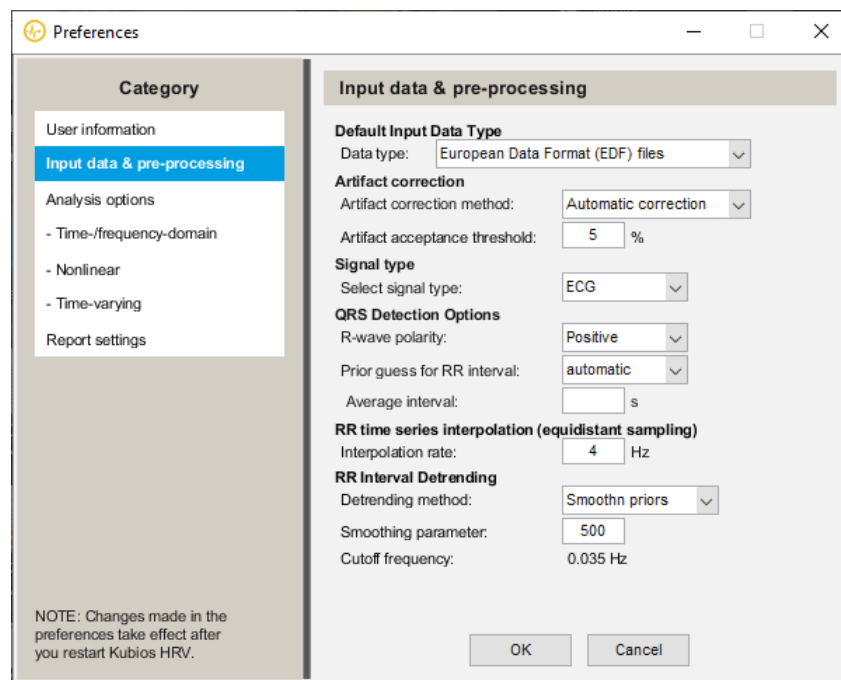 Preferences
Category
User information
Input data & pre-processing
Analysis options
- Time-/frequency-domain
- Nonlinear
- Time-varying
Report settings
NOTE: Changes made in the
preferences take effect after
you restart Kubios HRV.
Input data & pre-processing
Default Input Data Type
Data type: European Data Format (EDF) files
Artifact correction
Artifact correction method: Automatic correction
Artifact acceptance threshold: 5 %
Signal type
Select signal type: ECG
QRS Detection Options
R-wave polarity: Positive
Prior guess for RR interval: automatic
Average interval: s
RR time series interpolation (equidistant sampling)
Interpolation rate: 4 Hz
RR Interval Detrending
Detrending method: Smoothn priors
Smoothing parameter: 500
Cutoff frequency: 0.035 Hz
OK Cancel